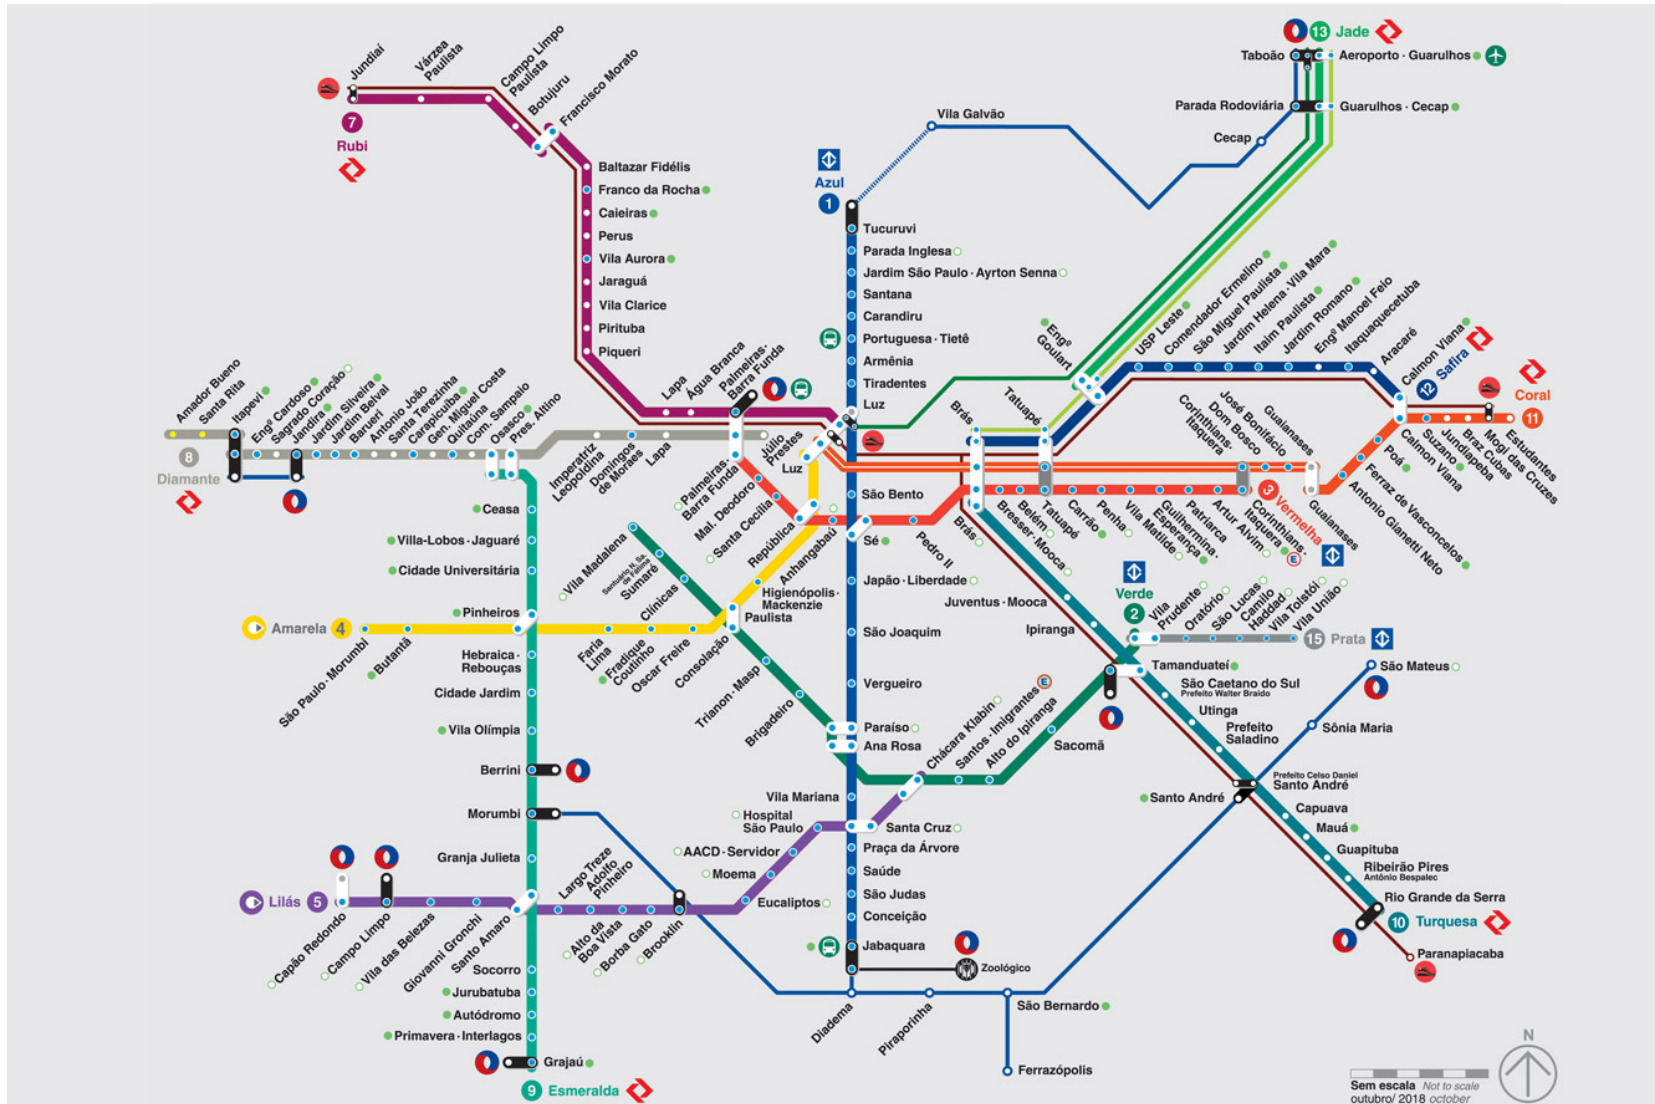 Jundiaí
Várzea
Paulista
Campo Limpo
Paulista
Botujuru
Francisco Morato
7
Rubi
Baltazar Fidélis
Franco da Rocha
Caieiras
Perus
Vila Aurora
Jaraguá
Vila Clarice
Pirituba
Piqueri
Lapa
Água Branca
Palmeiras-
Barra Funda
Azul
1
Tucuruvi
Parada Inglesa
Jardim São Paulo - Ayrton Senna
Santana
Carandiru
Portuguesa - Tietê
Armênia
Tiradentes
Luz
Vila Galvão
Cecap
Parada Rodoviária
Taboão
13 Jade
Aeroporto - Guarulhos
Guarulhos - Cecap
Engº
Goulart
USP Leste
Comendador Ermelino
São Miguel Paulista
Jardim Helena - Vila Mara
Itaim Paulista
Jardim Romano
Engº Manoel Feio
Itaquaquecetuba
Aracaré
Calmon Viana
12 Safira
Coral
11
Amador Bueno
Santa Rita
Itapevi
Engº Cardoso
Sagrado Coração
Jandira
Jardim Silveira
Jardim Belval
Barueri
Antonio João
Santa Terezinha
Carapicuíba
Gen. Miguel Costa
Quitaúna
Com. Sampaio
Osasco
Pres. Altino
8
Diamante
Imperatriz
Leopoldina
Domingos
de Moraes
Lapa
Júlio
Prestes
Luz
Palmeiras-
Barra Funda
Mal. Deodoro
Santa Cecília
República
Anhangabaú
São Bento
Sé
Pedro II
Brás
Tatuapé
Brás
Bresser - Mooca
Belém
Tatuapé
Carrão
Penha
Vila
Matilde
Guilhermina-
Esperança
Patriarca
Artur Alvim
Corinthians-
Itaquera
3 Vermelha
Corinthians-
Itaquera
Dom Bosco
José Bonifácio
Guaianases
Guaianases
Antonio Gianetti Neto
Ferraz de Vasconcelos
Poá
Calmon Viana
Suzano
Jundiapeba
Braz Cubas
Mogi das Cruzes
Estudantes
Ceasa
Villa-Lobos - Jaguaré
Cidade Universitária
Pinheiros
Hebraica -
Rebouças
Cidade Jardim
Vila Olímpia
Berrini
Morumbi
Granja Julieta
Santo Amaro
Socorro
Jurubatuba
Autódromo
Primavera - Interlagos
Grajaú
9 Esmeralda
Amarela 4
São Paulo - Morumbi
Butantã
Faria
Lima
Fradique
Coutinho
Oscar Freire
Paulista
Higienópolis -
Mackenzie
Vila Madalena
Santuário N. Sa.
de Fátima
Sumaré
Clínicas
Consolação
Trianon - Masp
Brigadeiro
Paraíso
Ana Rosa
Japão - Liberdade
São Joaquim
Vergueiro
Vila Mariana
Santa Cruz
Praça da Árvore
Saúde
São Judas
Conceição
Jabaquara
Zoológico
Chácara Klabin
Santos - Imigrantes
Alto do Ipiranga
Sacomã
Tamanduateí
Verde
2
Vila
Prudente
Oratório
São Lucas
Camilo
Haddad
Vila Tolstói
Vila União
15 Prata
Juventus - Mooca
Ipiranga
São Caetano do Sul
Prefeito Walter Braido
Utinga
Prefeito
Saladino
Prefeito Celso Daniel
Santo André
Santo André
Capuava
Mauá
Guapituba
Ribeirão Pires
Antônio Bespalec
Rio Grande da Serra
10 Turquesa
Paranapiacaba
São Mateus
Sônia Maria
São Bernardo
Ferrazópolis
Piraporinha
Diadema
Lilás 5
Capão Redondo
Campo Limpo
Vila das Belezas
Giovanni Gronchi
Largo Treze
Adolfo
Pinheiro
Alto da
Boa Vista
Borba Gato
Brooklin
Eucaliptos
Moema
AACD - Servidor
Hospital
São Paulo
E
E
N
Sem escala Not to scale
outubro/ 2018 october